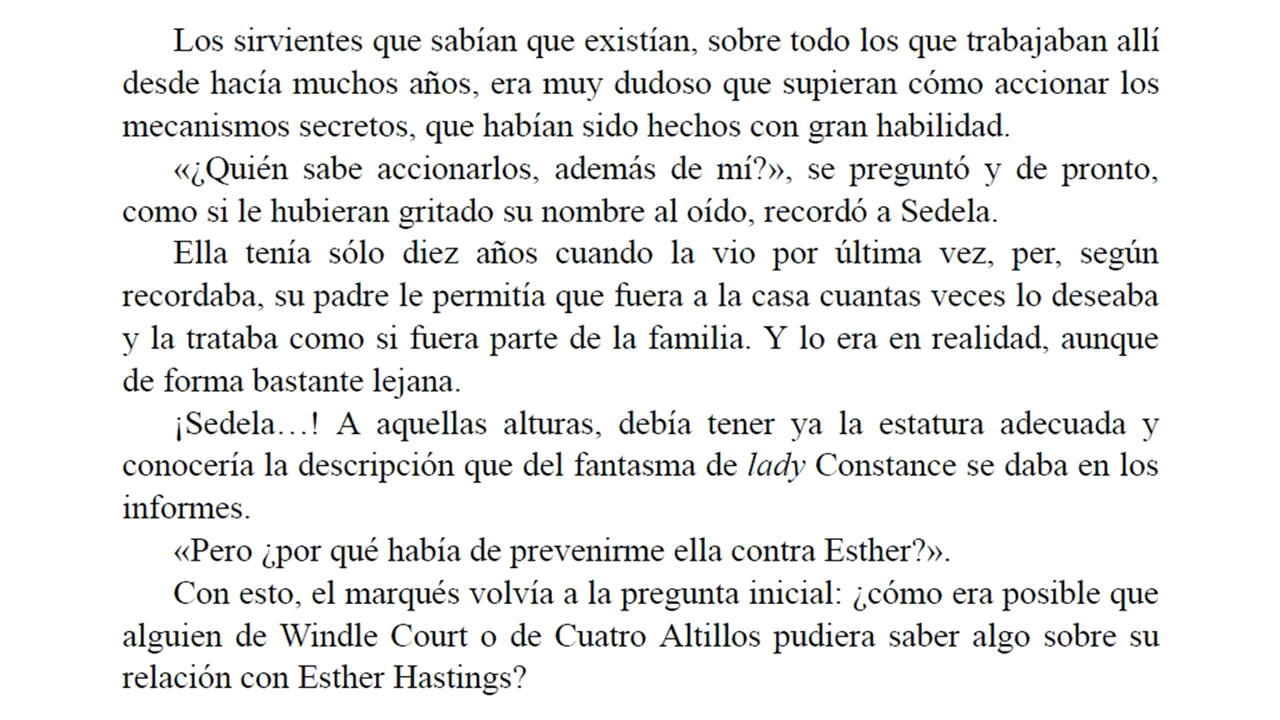 Los sirvientes que sabían que existían, sobre todo los que trabajaban allí
desde hacía muchos años, era muy dudoso que supieran cómo accionar los
mecanismos secretos, que habían sido hechos con gran habilidad.
«¿Quién sabe accionarlos, además de mí?», se preguntó y de pronto,
como si le hubieran gritado su nombre al oído, recordó a Sedela.
Ella tenía sólo diez años cuando la vio por última vez, per, según
recordaba, su padre le permitía que fuera a la casa cuantas veces lo deseaba
y la trataba como si fuera parte de la familia. Y lo era en realidad, aunque
de forma bastante lejana.
¡Sedela…! A aquellas alturas, debía tener ya la estatura adecuada y
conocería la descripción que del fantasma de lady Constance se daba en los
informes.
«Pero ¿por qué había de prevenirme ella contra Esther?».
Con esto, el marqués volvía a la pregunta inicial: ¿cómo era posible que
alguien de Windle Court o de Cuatro Altillos pudiera saber algo sobre su
relación con Esther Hastings?